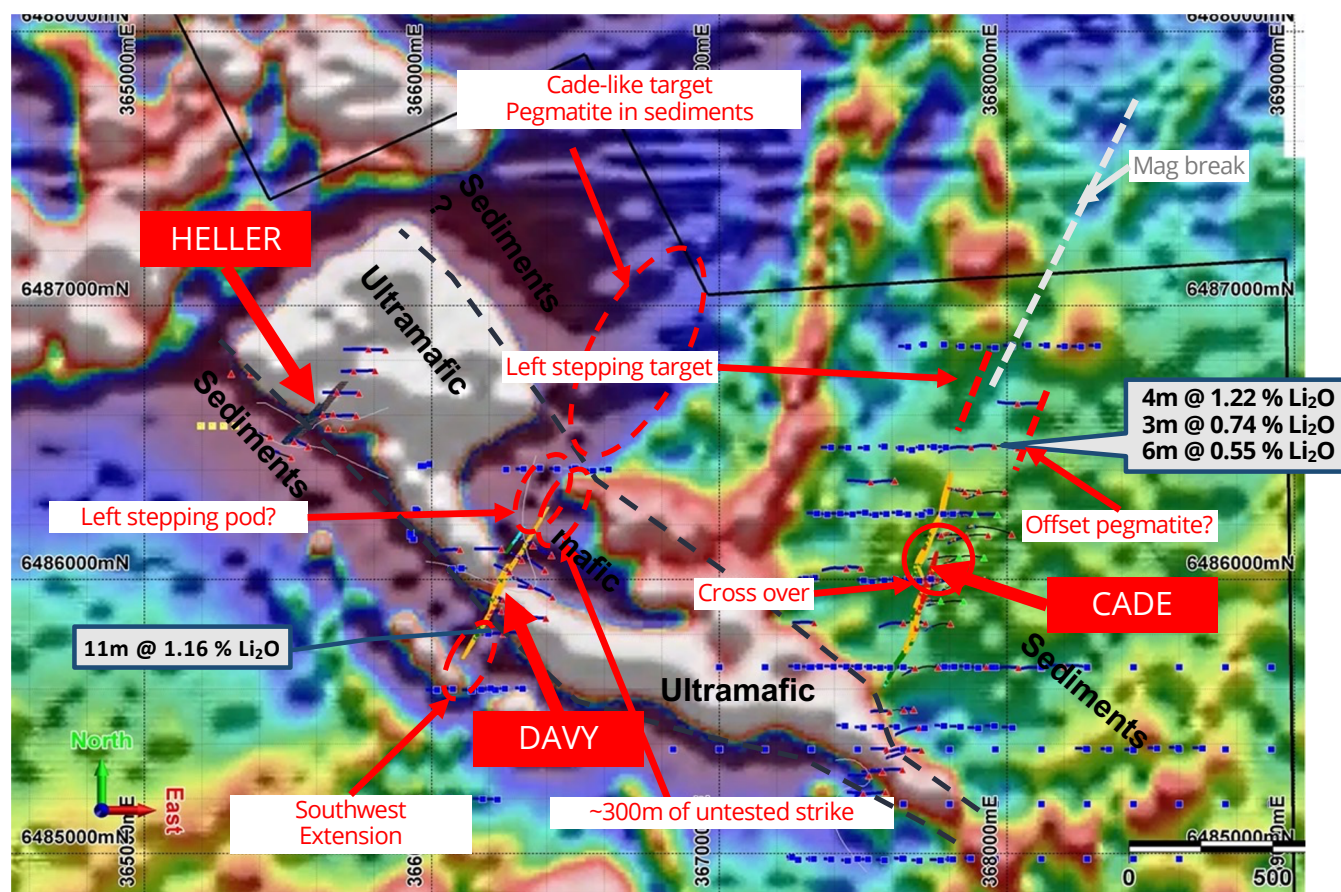 6488000mN
6488000mN
365000mE
366000mE
368000mE
369000mE
Cade-like target
Pegmatite in sediments
Mag break
Sediments
?
HELLER
6487000mN
6487000mN
Ultramafic
Left stepping target
4m @ 1.22 % Li₂O
3m @ 0.74 % Li₂O
6m @ 0.55 % Li₂O
Sediments
Left stepping pod?
Offset pegmatite?
6486000mN
6486000mN
mafic
Cross over
CADE
11m @ 1.16 % Li₂O
Sediments
Ultramafic
DAVY
North
East
Southwest
Extension
~300m of untested strike
6485000mN
6485000mN
367000mE
368000mE
0
500